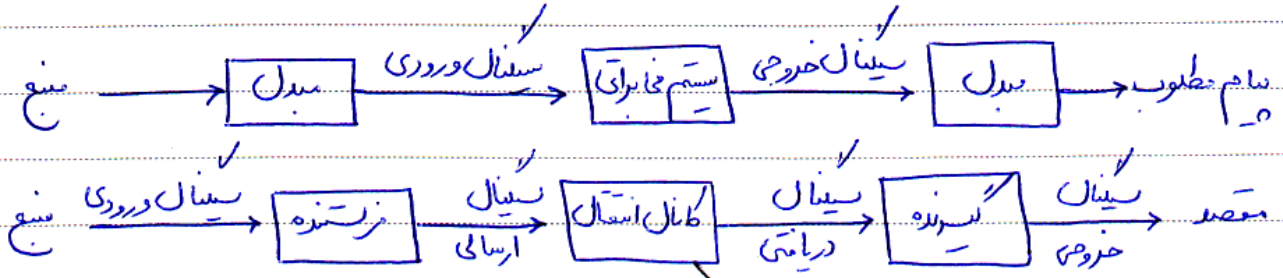 منبع مبدل سیگنال ورودی سیستم مخابراتی سیگنال خروجی مبدل پیام مطلوب
منبع سیگنال ورودی فرستنده سیگنال ارسالی کانال انتقال سیگنال دریافتی گیرنده سیگنال خروجی مقصد